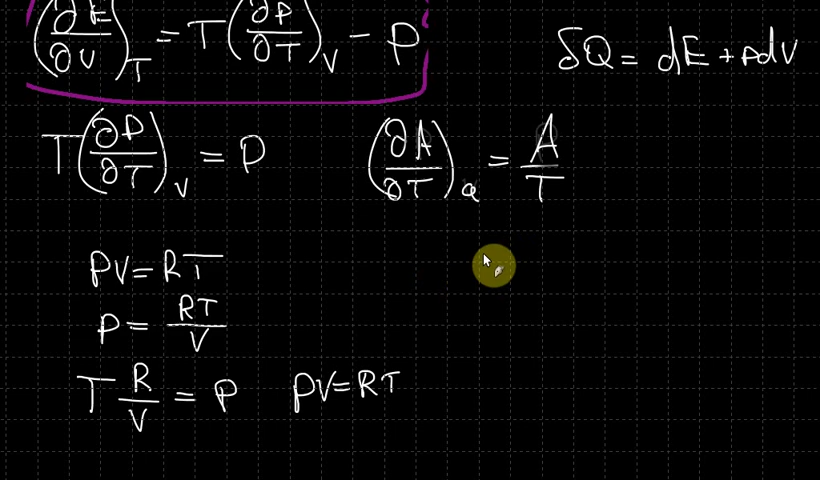 (∂E/∂V)_T = T(∂P/∂T)_V − P
δQ = dE + PdV
T(∂P/∂T)_V = P
(∂A/∂T)_a = A/T
PV = RT
P = RT/V
T R/V = P
PV = RT